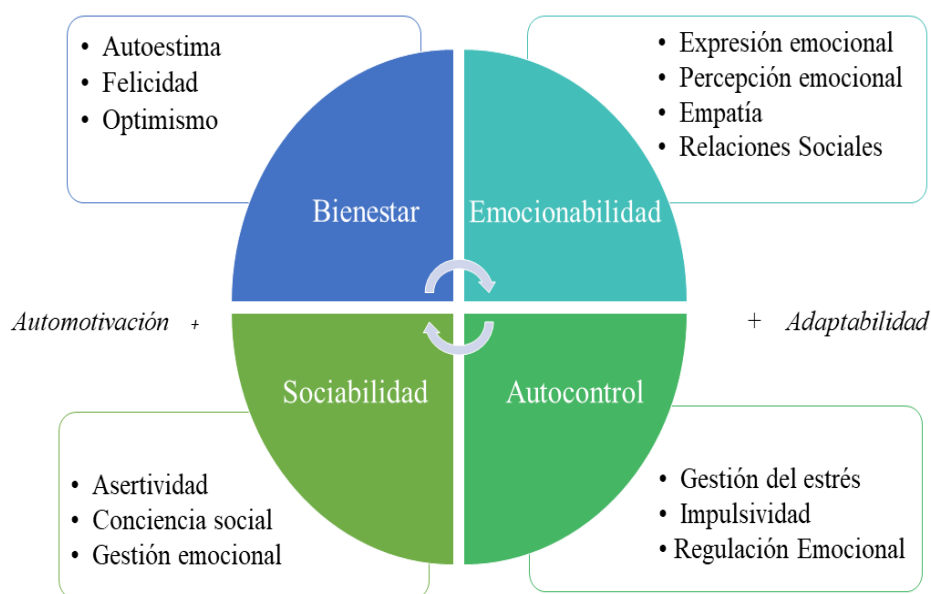 • Autoestima
• Felicidad
• Optimismo
• Expresión emocional
• Percepción emocional
• Empatía
• Relaciones Sociales
Bienestar
Emocionabilidad
Automotivación +
+ Adaptabilidad
Sociabilidad
Autocontrol
• Asertividad
• Conciencia social
• Gestión emocional
• Gestión del estrés
• Impulsividad
• Regulación Emocional